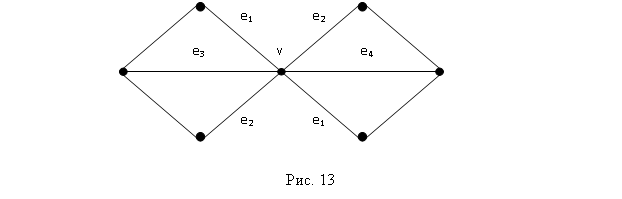 e₁ e₂
e₃ v e₄
e₂ e₁
Рис. 13